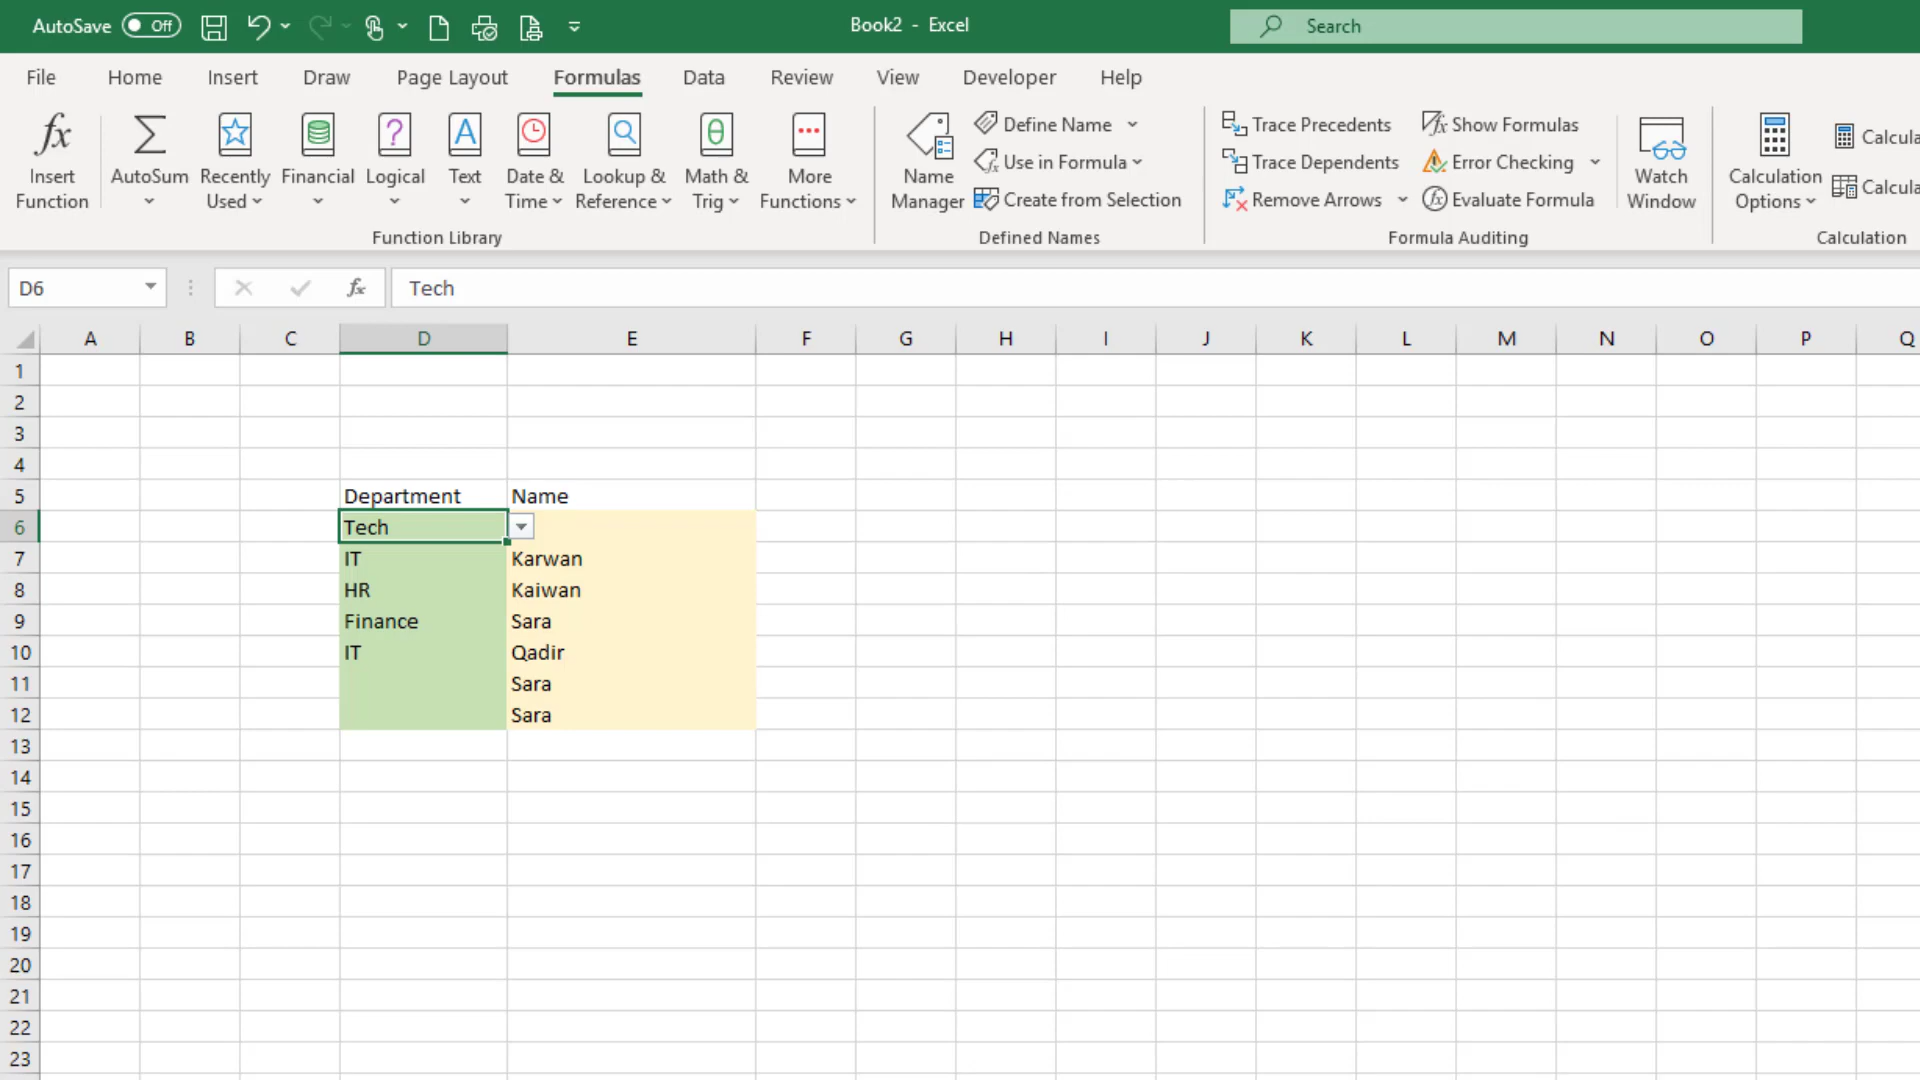 AutoSave Off Book2 - Excel Search
File Home Insert Draw Page Layout Formulas Data Review View Developer Help
Insert Function
AutoSum
Recently Used
Financial
Logical
Text
Date & Time
Lookup & Reference
Math & Trig
More Functions
Function Library
Name Manager
Define Name
Use in Formula
Create from Selection
Defined Names
Trace Precedents
Trace Dependents
Remove Arrows
Show Formulas
Error Checking
Evaluate Formula
Formula Auditing
Watch Window
Calculation Options
Calcula
Calcula
Calculation
D6 fx Tech
A B C D E F G H I J K L M N O P Q
1
2
3
4
5 Department Name
6 Tech
7 IT Karwan
8 HR Kaiwan
9 Finance Sara
10 IT Qadir
11 Sara
12 Sara
13
14
15
16
17
18
19
20
21
22
23